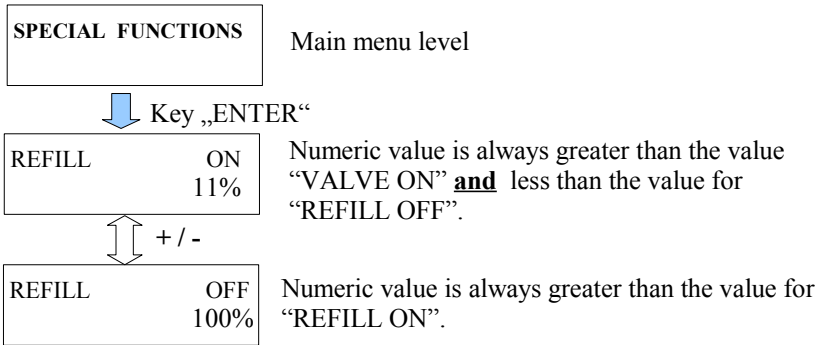 SPECIAL FUNCTIONS
Main menu level
Key „ENTER“
REFILL ON
11%
Numeric value is always greater than the value
“VALVE ON” and less than the value for
“REFILL OFF”.
+ / -
REFILL OFF
100%
Numeric value is always greater than the value for
“REFILL ON”.